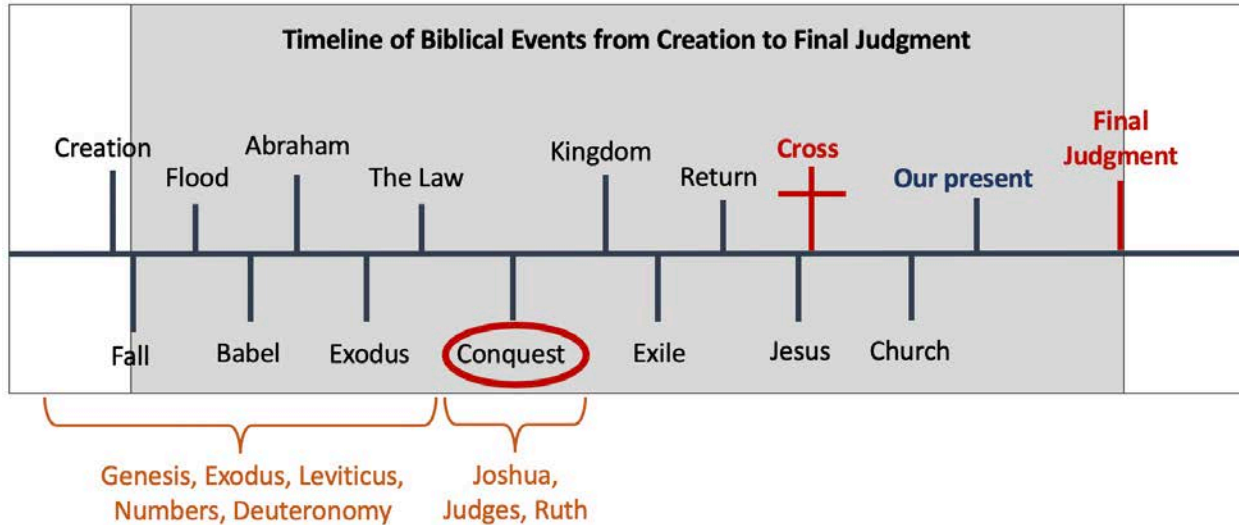 Timeline of Biblical Events from Creation to Final Judgment
Creation
Flood
Abraham
The Law
Kingdom
Return
Cross
Our present
Final
Judgment
Fall
Babel
Exodus
Conquest
Exile
Jesus
Church
Genesis, Exodus, Leviticus,
Numbers, Deuteronomy
Joshua,
Judges, Ruth